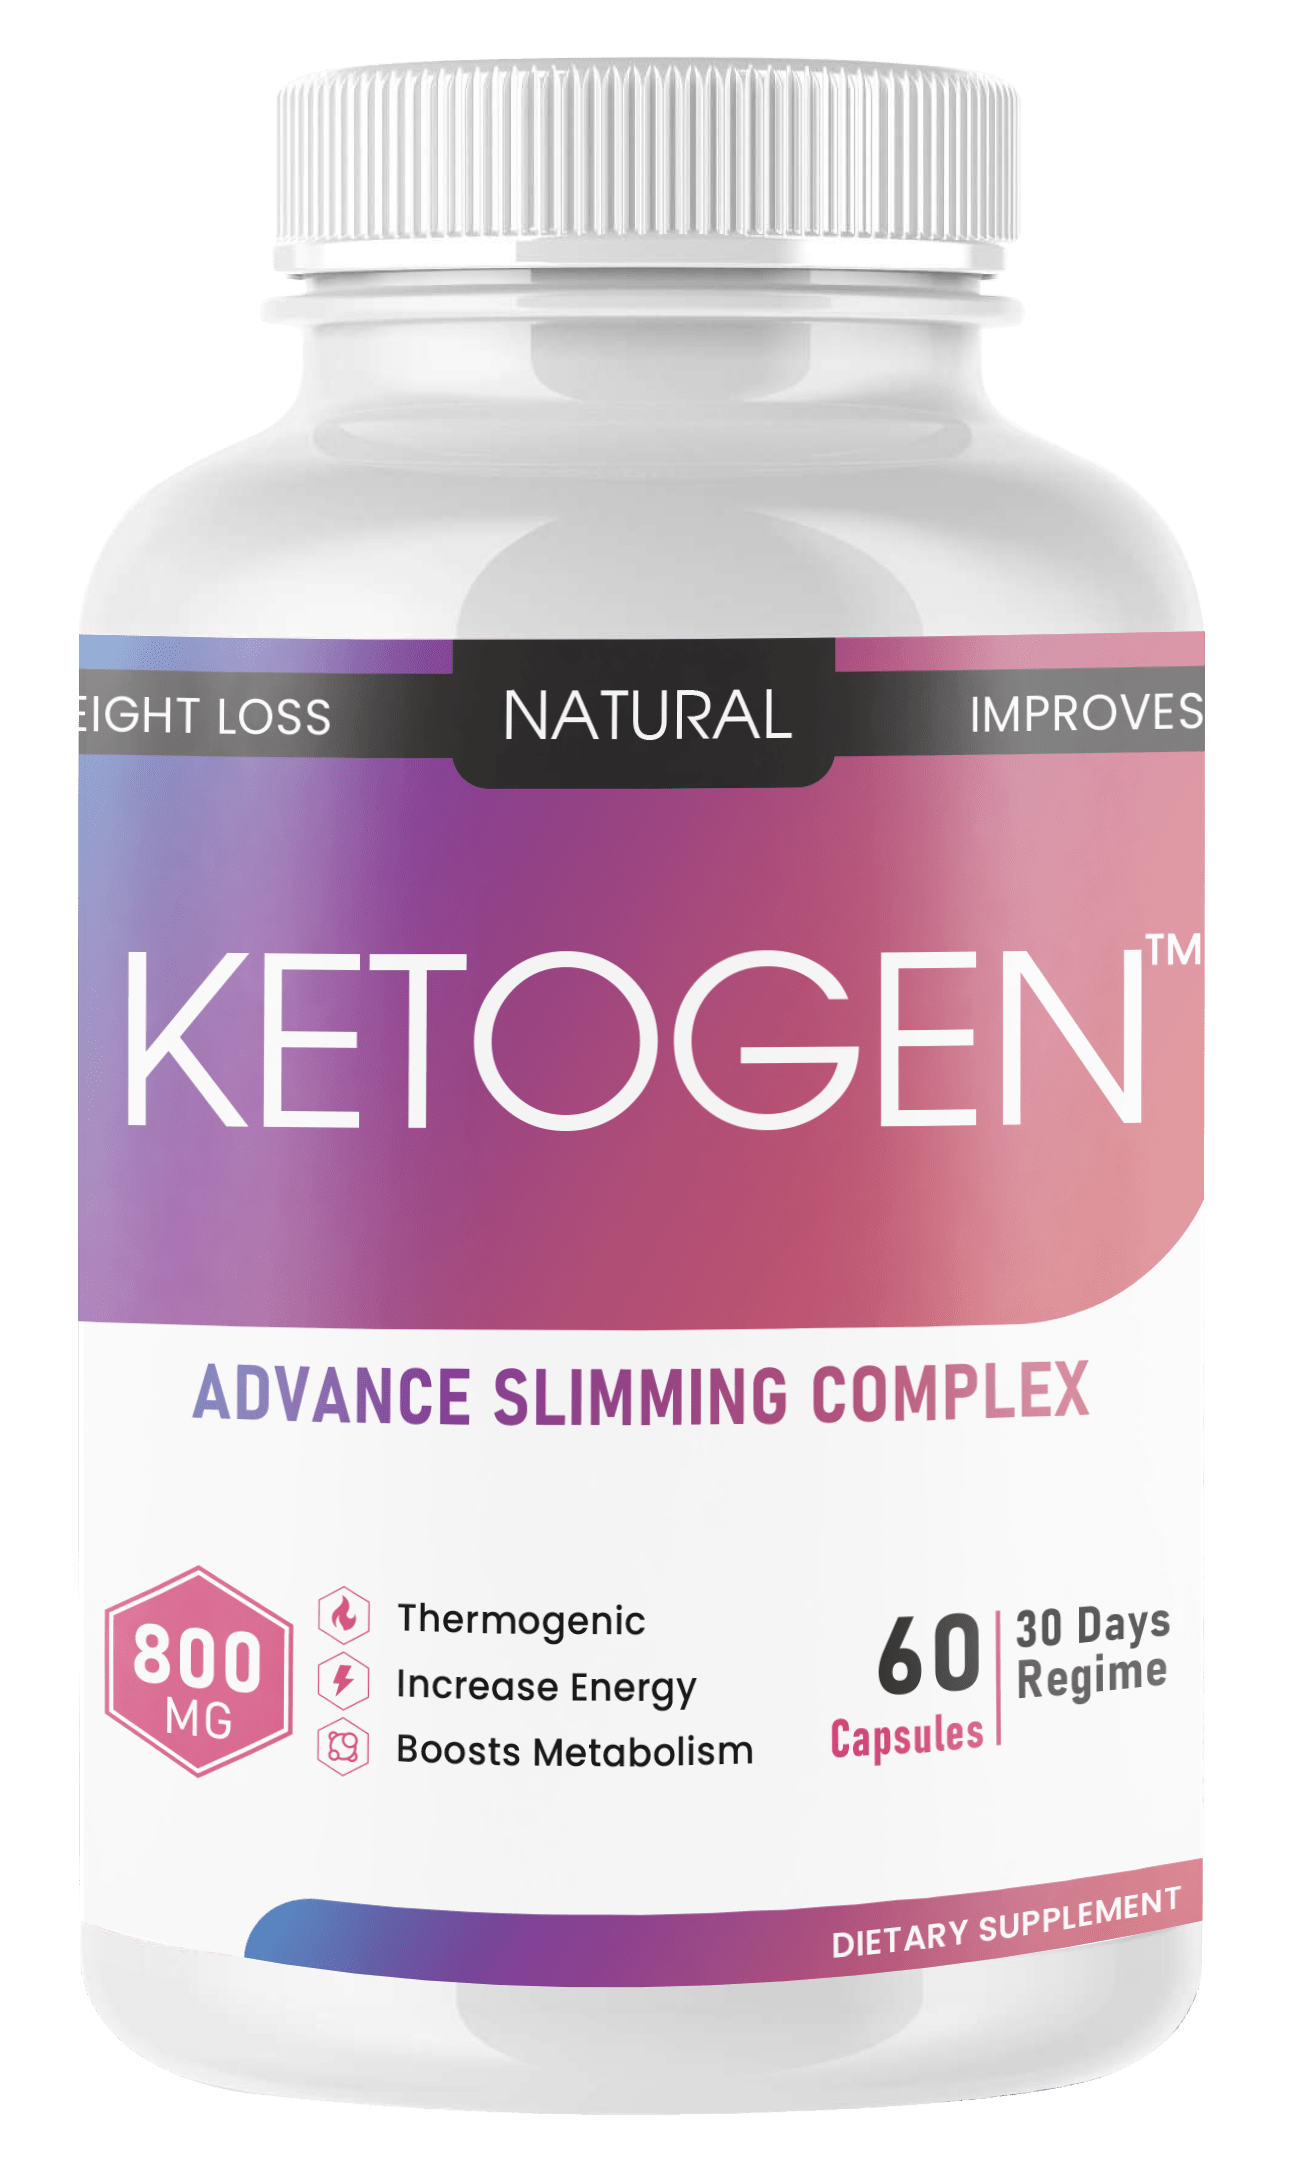 EIGHT LOSS NATURAL IMPROVES
KETOGEN™
ADVANCE SLIMMING COMPLEX
800
MG
Thermogenic
Increase Energy
Boosts Metabolism
60
Capsules
30 Days
Regime
DIETARY SUPPLEMENT